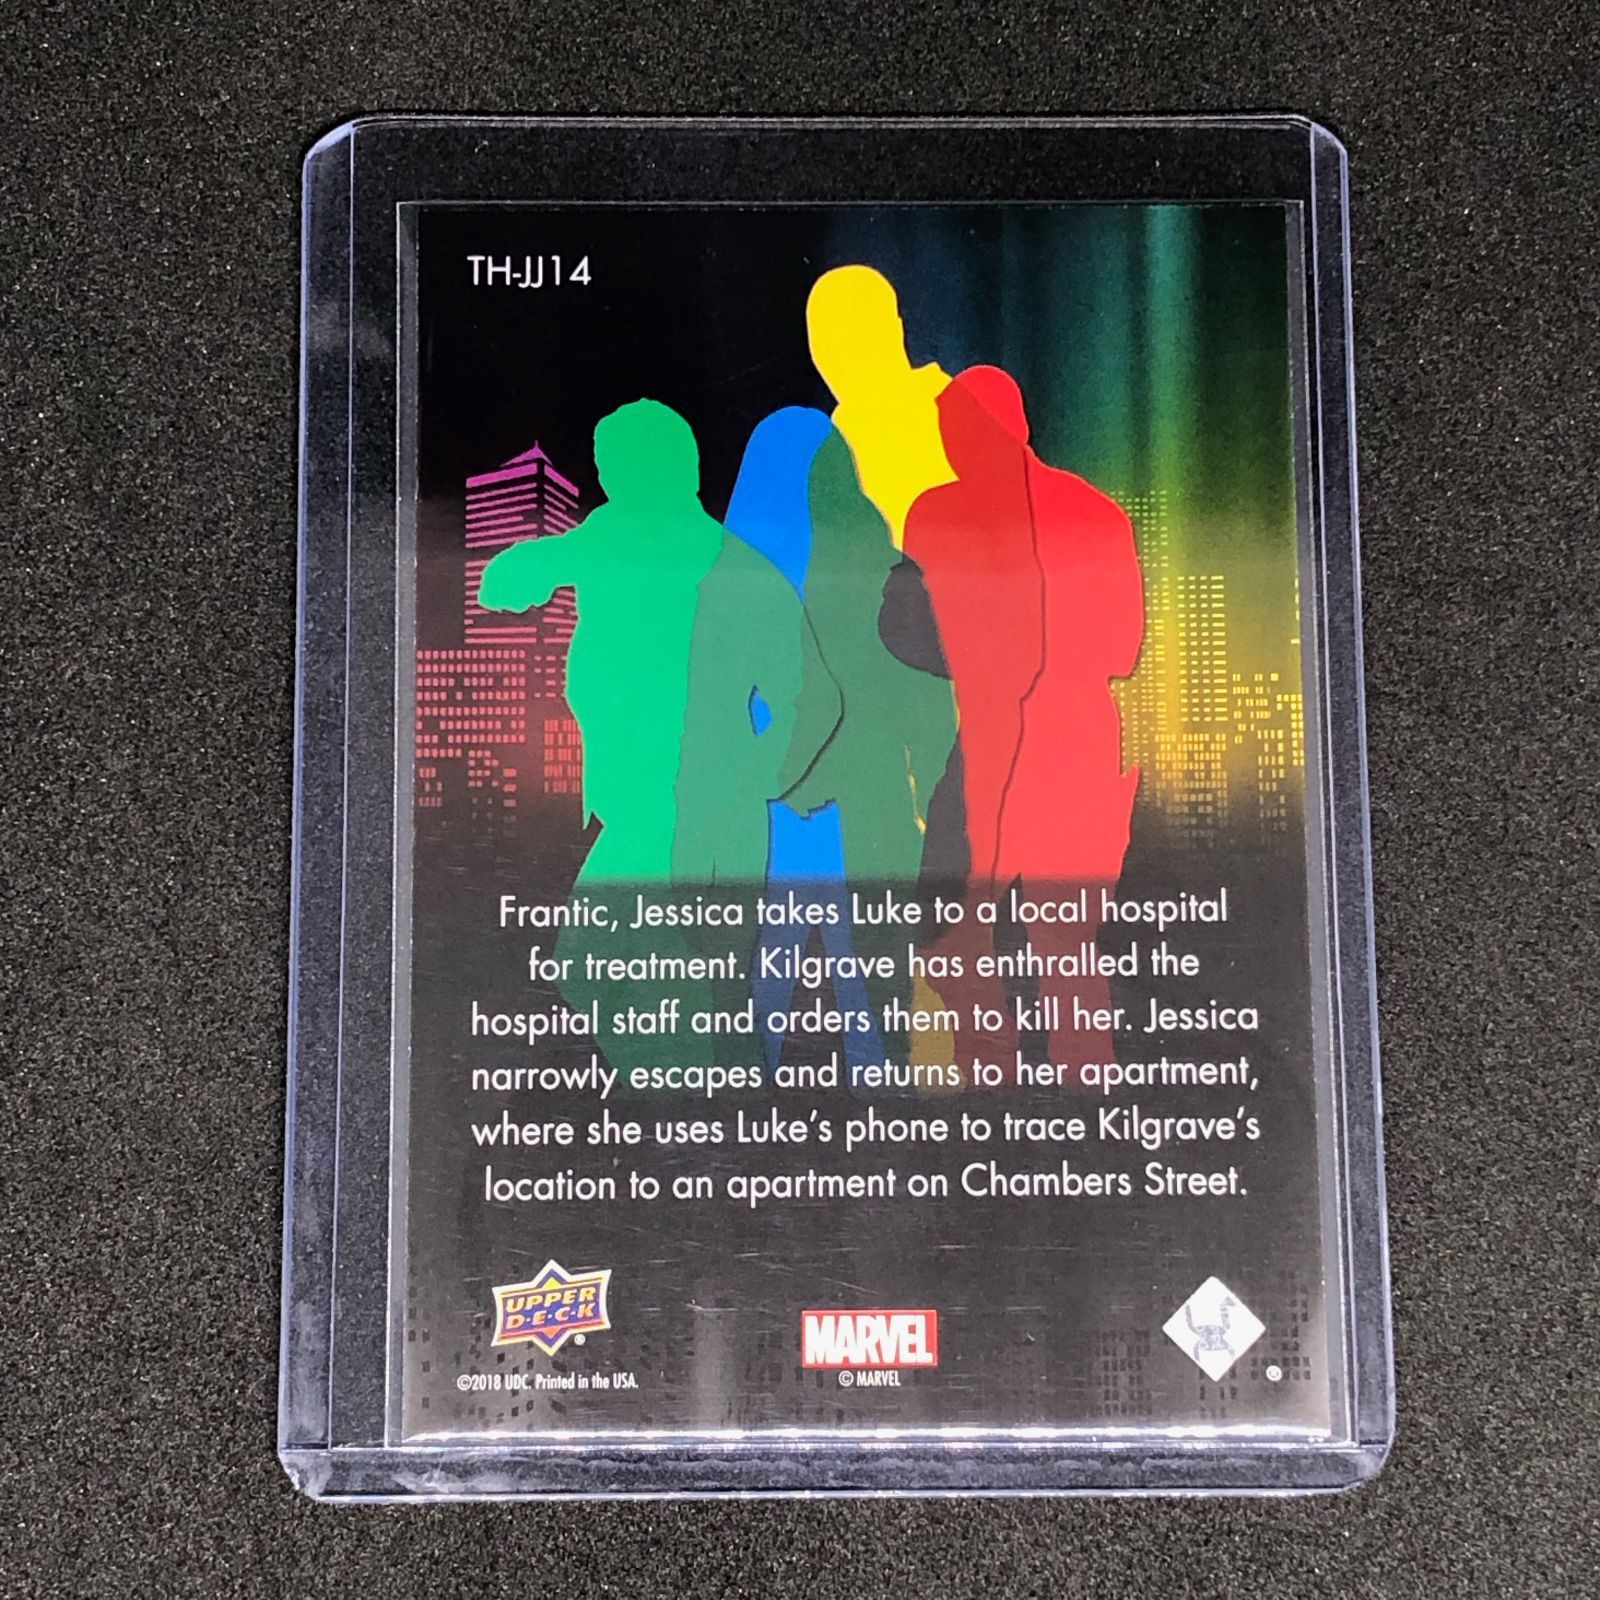 TH-JJ14
Frantic, Jessica takes Luke to a local hospital
for treatment. Kilgrave has enthralled the
hospital staff and orders them to kill her. Jessica
narrowly escapes and returns to her apartment,
where she uses Luke's phone to trace Kilgrave's
location to an apartment on Chambers Street.
UPPER
D·E·C·K
®
©2018 UDC. Printed in the USA.
MARVEL
© MARVEL
®